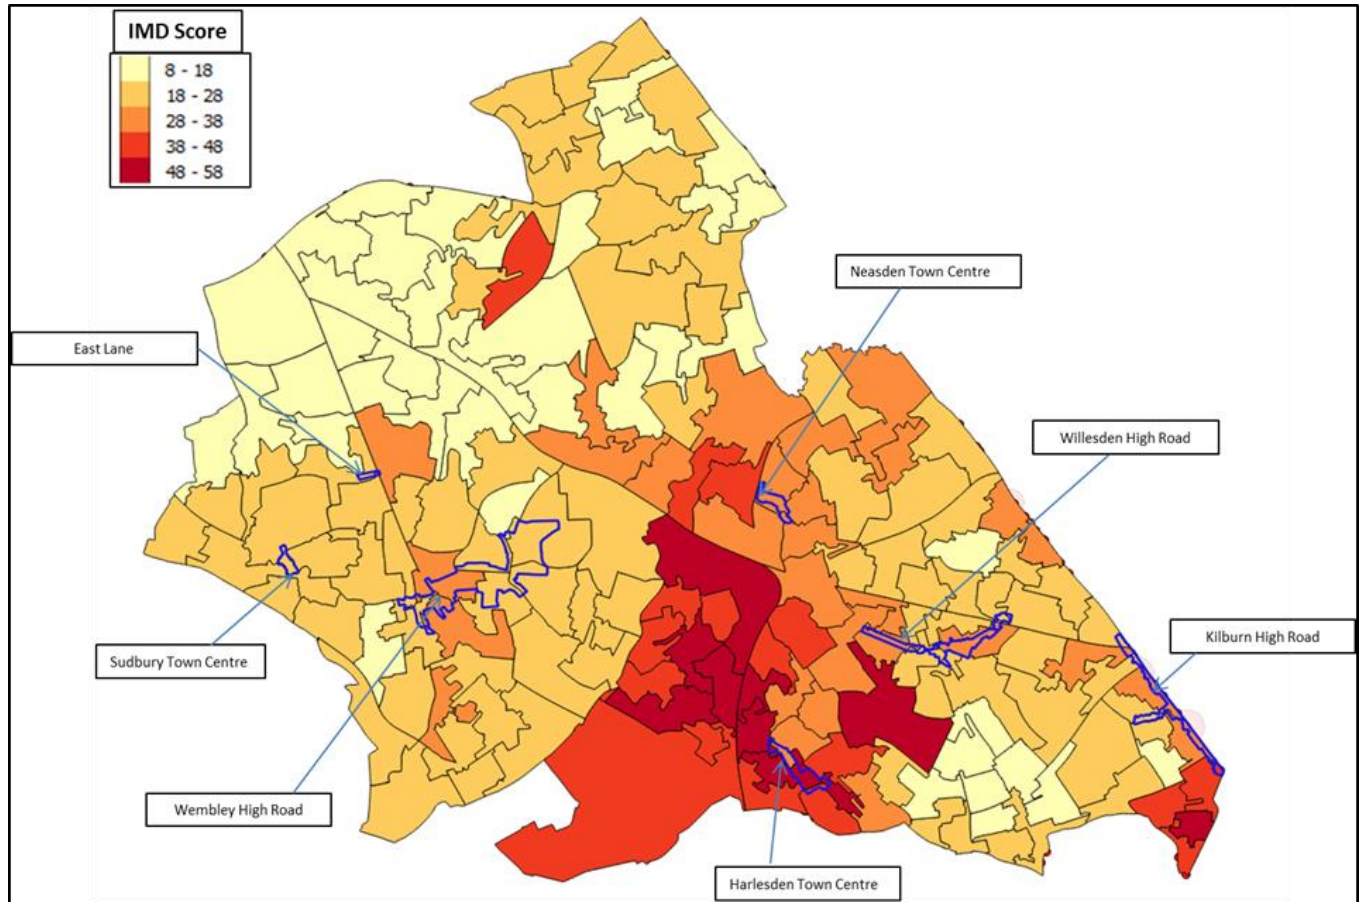 IMD Score
8 - 18
18 - 28
28 - 38
38 - 48
48 - 58
Neasden Town Centre
East Lane
Willesden High Road
Kilburn High Road
Sudbury Town Centre
Wembley High Road
Harlesden Town Centre